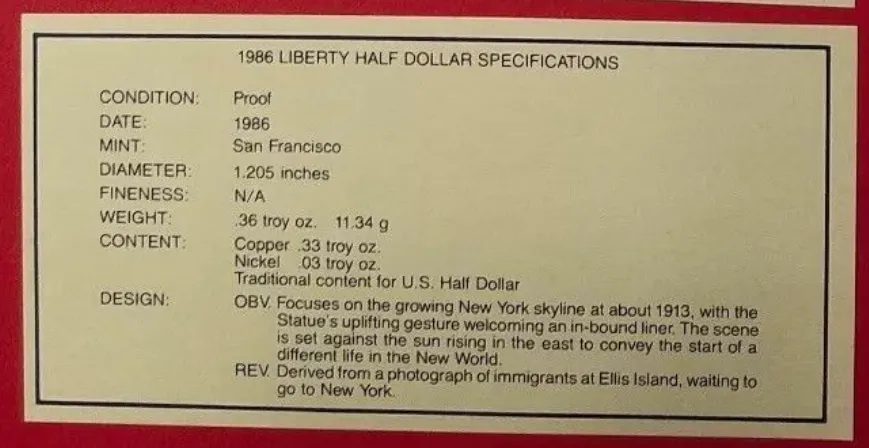 1986 LIBERTY HALF DOLLAR SPECIFICATIONS
CONDITION: Proof
DATE: 1986
MINT: San Francisco
DIAMETER: 1.205 inches
FINENESS: N/A
WEIGHT: .36 troy oz. 11.34 g
CONTENT: Copper .33 troy oz.
Nickel .03 troy oz.
Traditional content for U.S. Half Dollar
DESIGN: OBV. Focuses on the growing New York skyline at about 1913, with the
Statue's uplifting gesture welcoming an in-bound liner. The scene
is set against the sun rising in the east to convey the start of a
different life in the New World.
REV. Derived from a photograph of immigrants at Ellis Island, waiting to
go to New York.